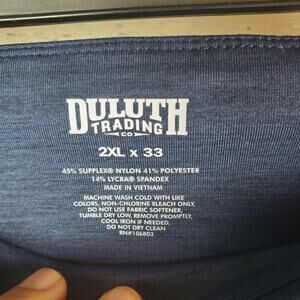 DULUTH
TRADING
CO
2XL x 33
45% SUPPLEX® NYLON 41% POLYESTER
14% LYCRA® SPANDEX
MADE IN VIETNAM
MACHINE WASH COLD WITH LIKE
COLORS, NON-CHLORINE BLEACH ONLY,
DO NOT USE FABRIC SOFTENER,
TUMBLE DRY LOW, REMOVE PROMPTLY,
COOL IRON IF NEEDED,
DO NOT DRY CLEAN
RN#106803